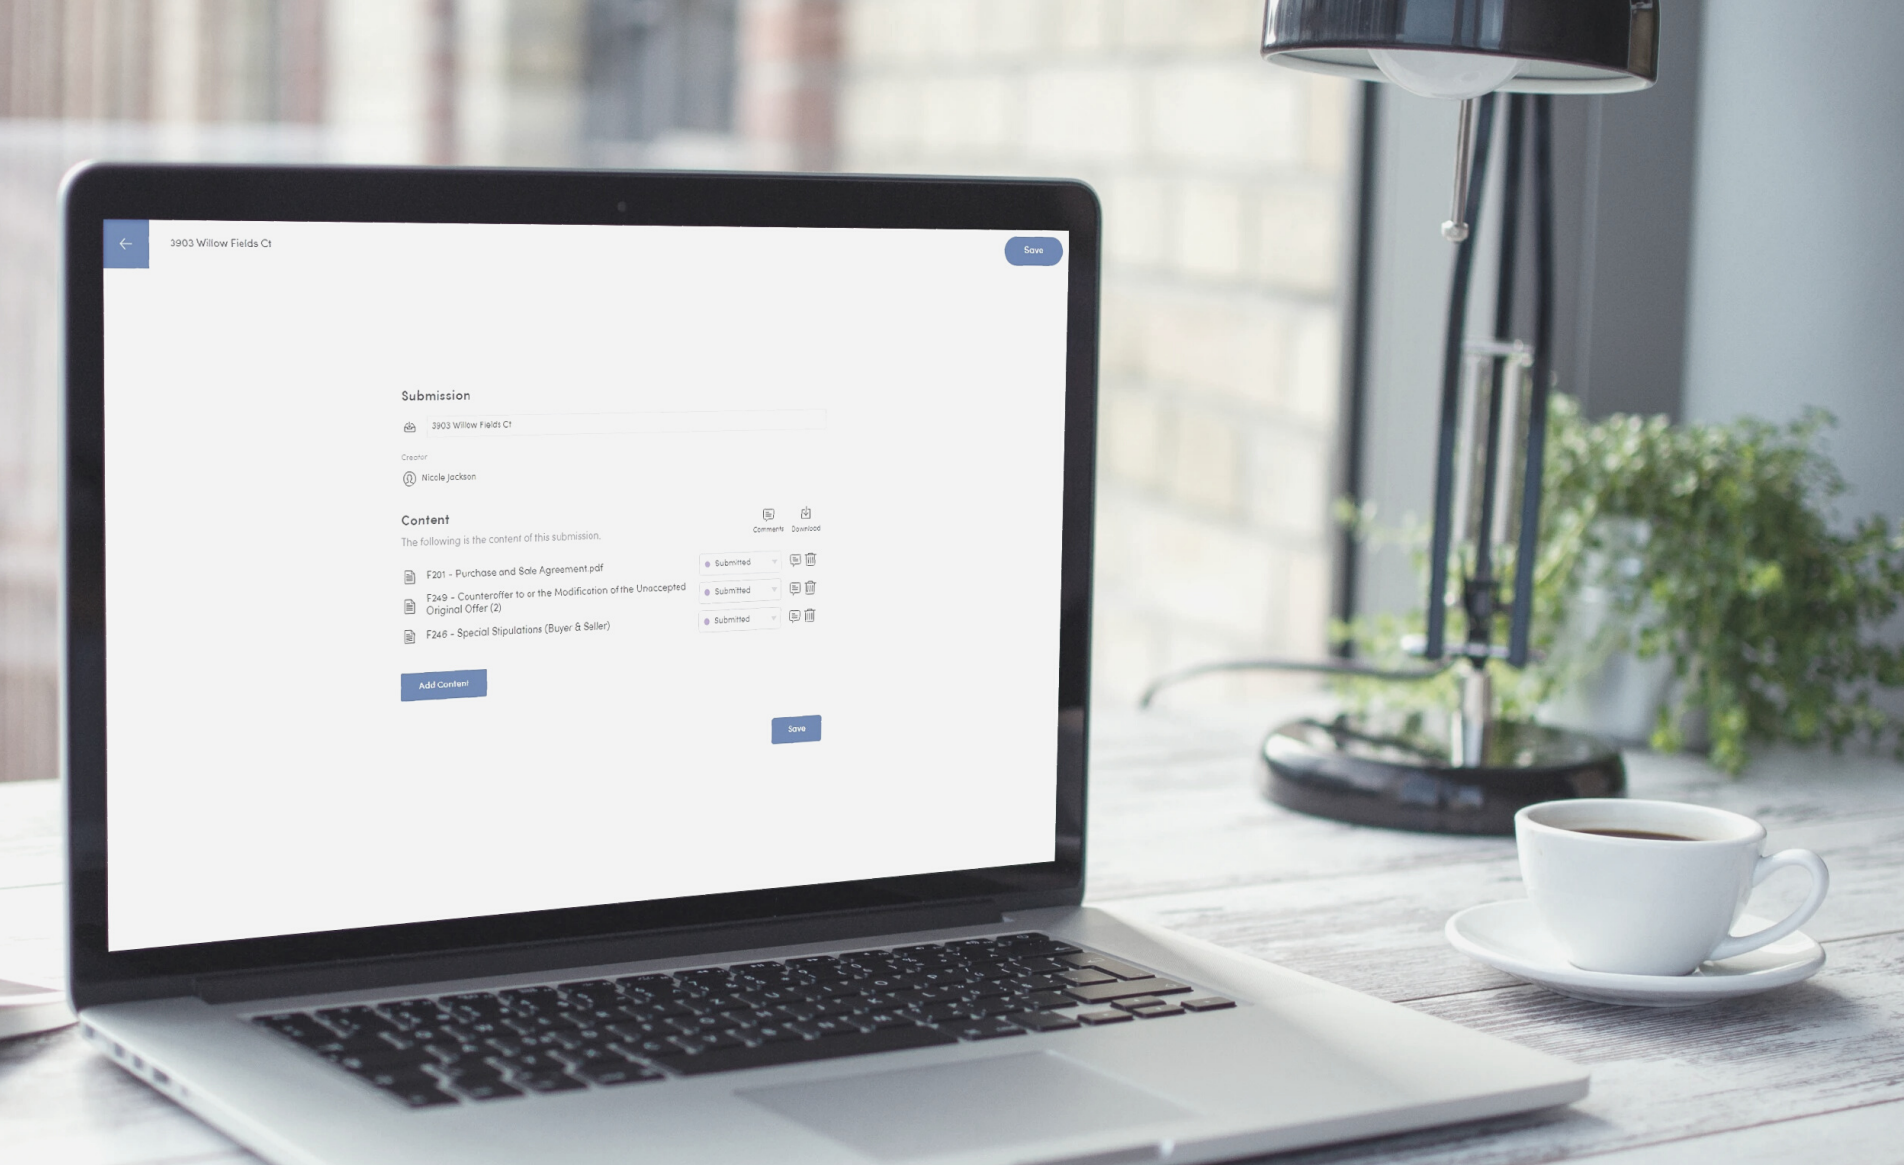 3903 Willow Fields Ct
Save
Submission
3903 Willow Fields Ct
Creator
Nicole Jackson
Content
The following is the content of this submission.
Comments
Download
F201 - Purchase and Sale Agreement.pdf
Submitted
F249 - Counteroffer to or the Modification of the Unaccepted
Original Offer (2)
Submitted
F246 - Special Stipulations (Buyer & Seller)
Submitted
Add Content
Save